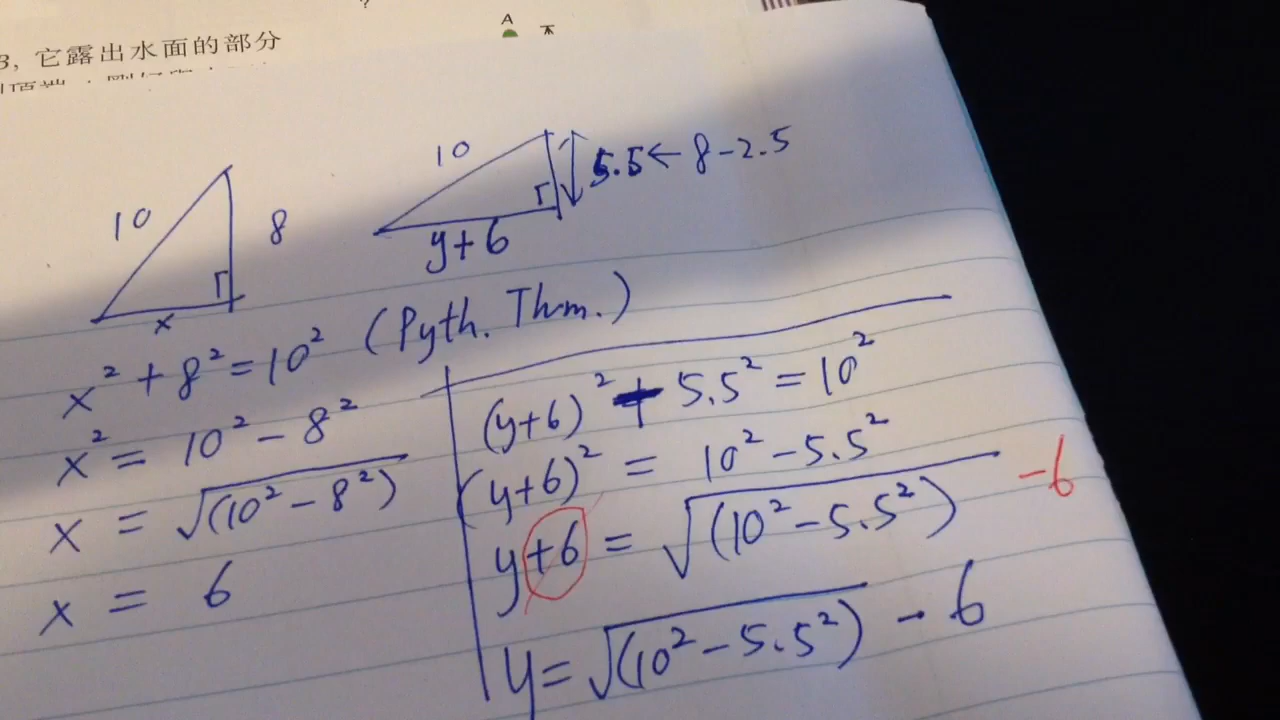 ?
B, 它露出水面的部分
A
10
8
x
10
5.5 ← 8 - 2.5
y + 6
x² + 8² = 10² (Pyth. Thm.)
x² = 10² - 8²
x = √(10² - 8²)
x = 6
(y+6)² + 5.5² = 10²
(y+6)² = 10² - 5.5²
y+6 = √(10² - 5.5²) -6
y = √(10² - 5.5²) - 6